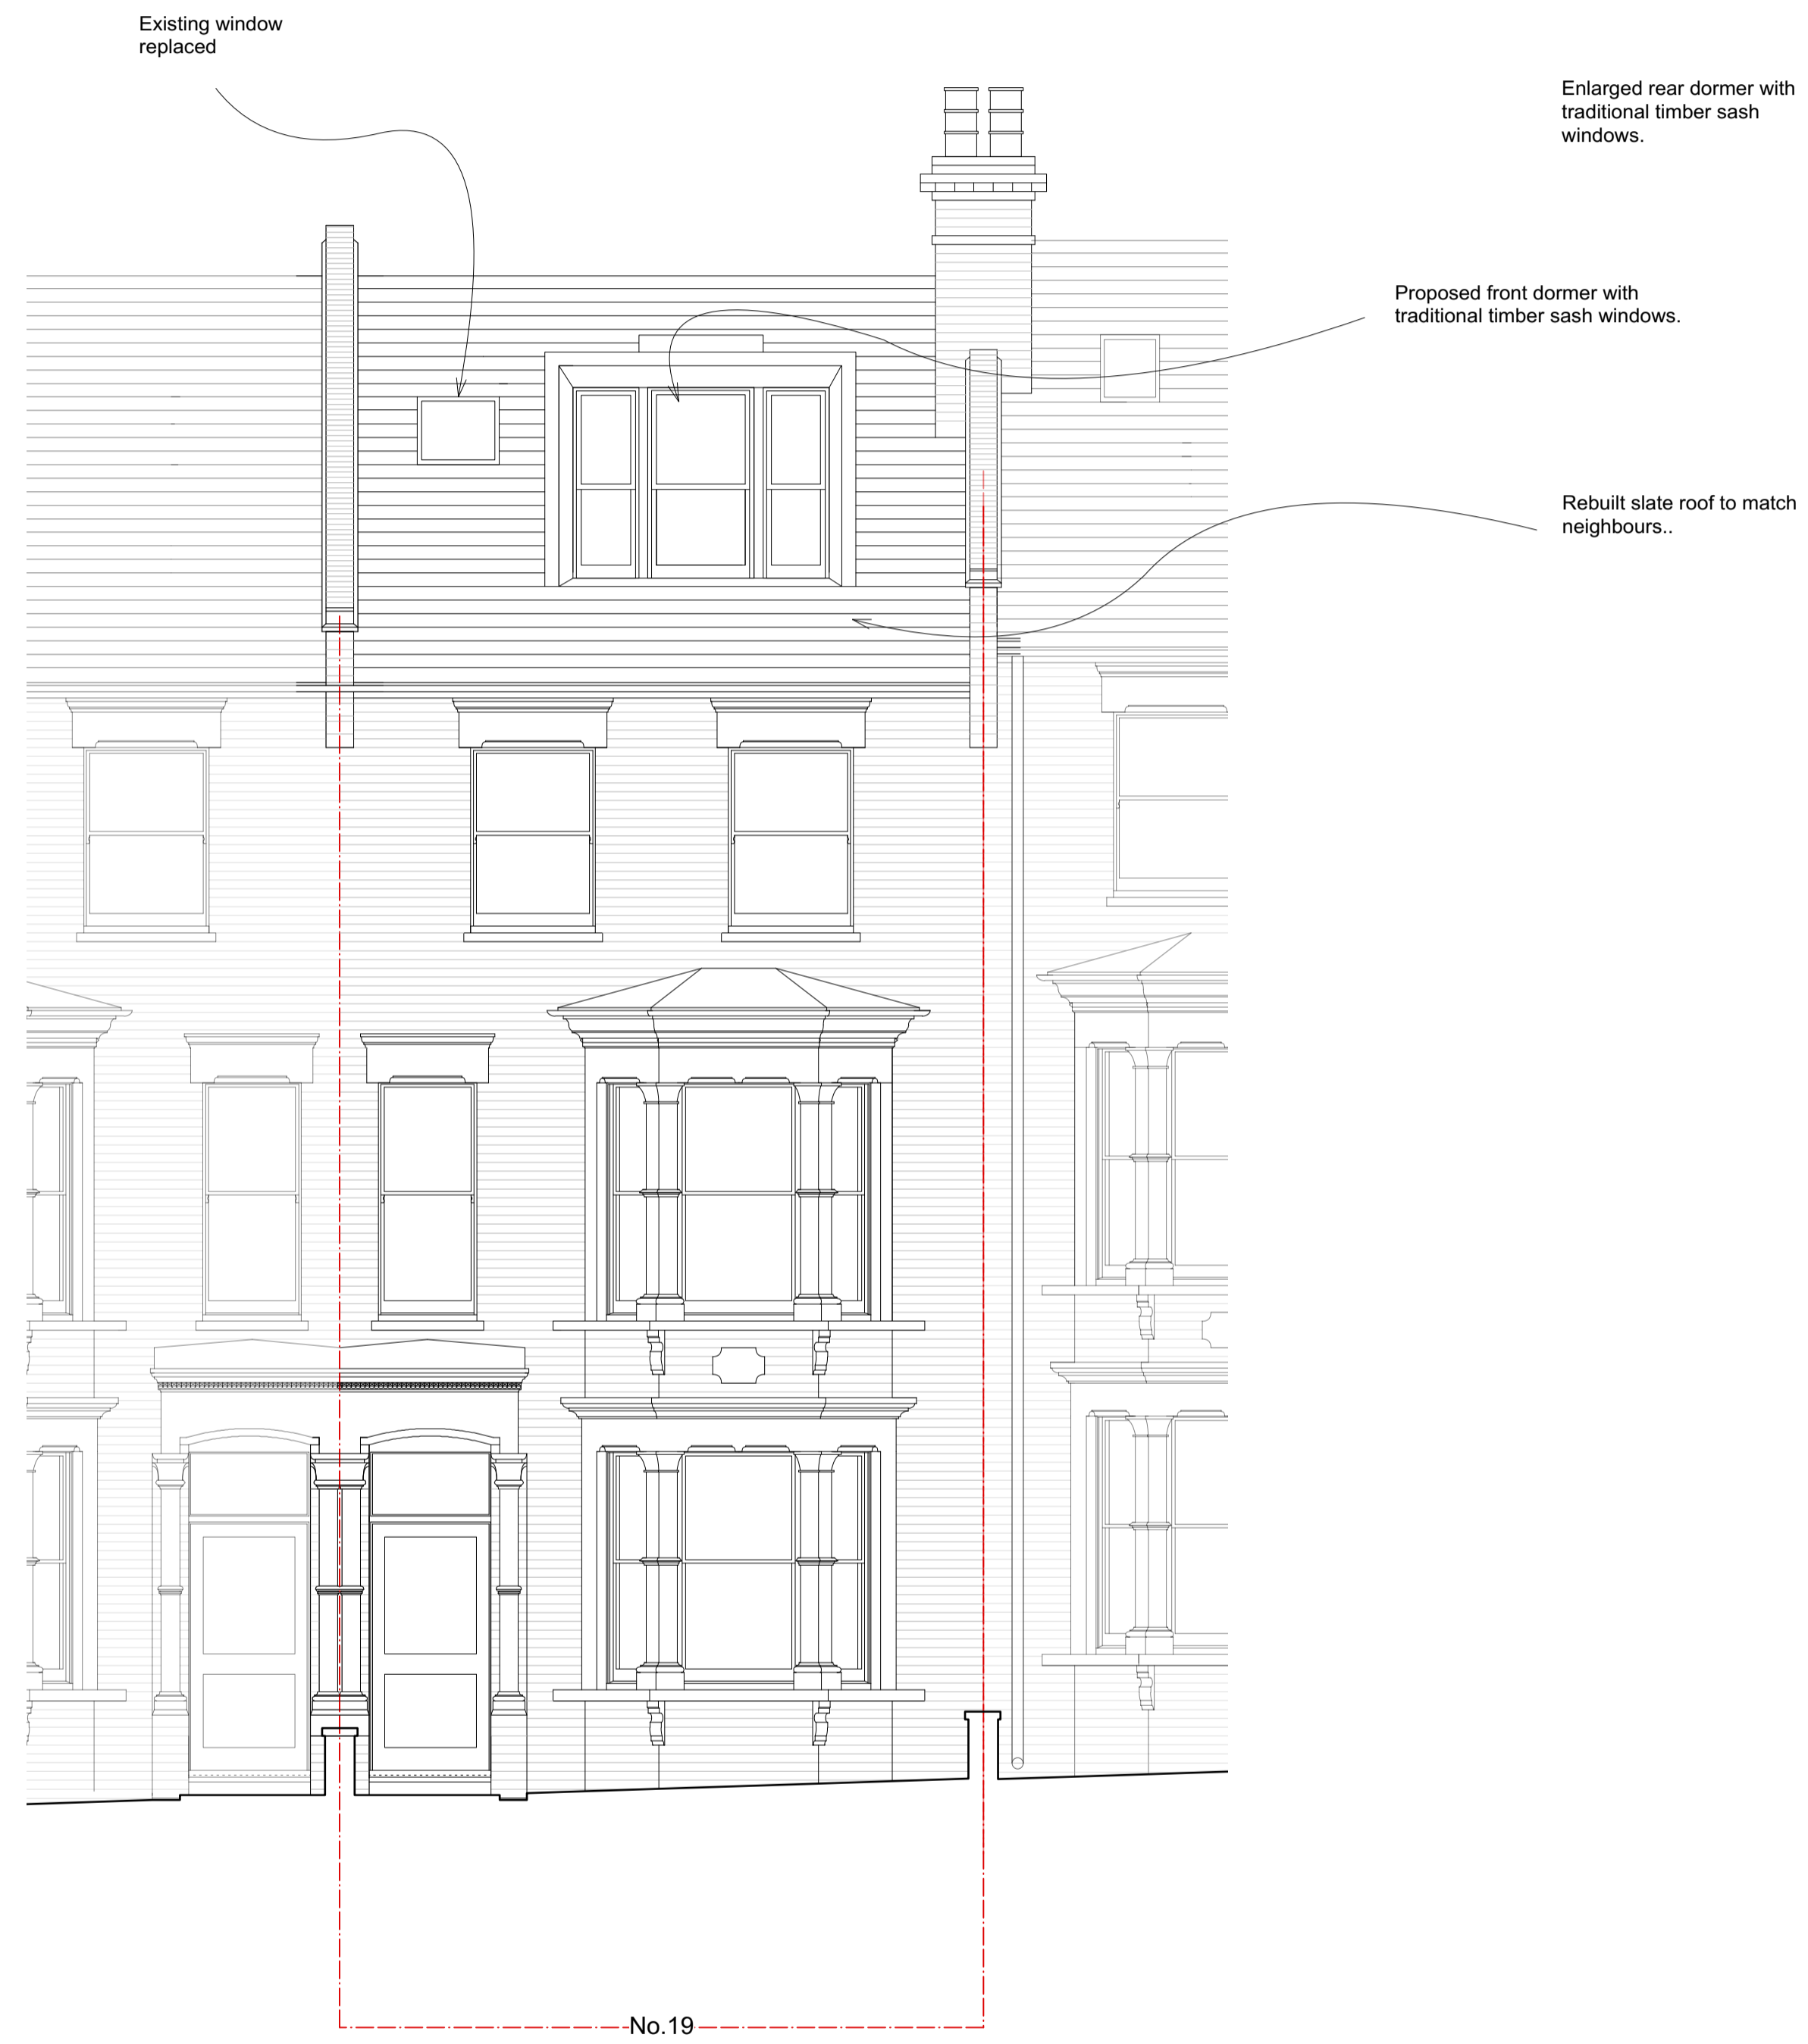 Existing window
replaced
Enlarged rear dormer with
traditional timber sash
windows.
Proposed front dormer with
traditional timber sash windows.
Rebuilt slate roof to match
neighbours..
No.19